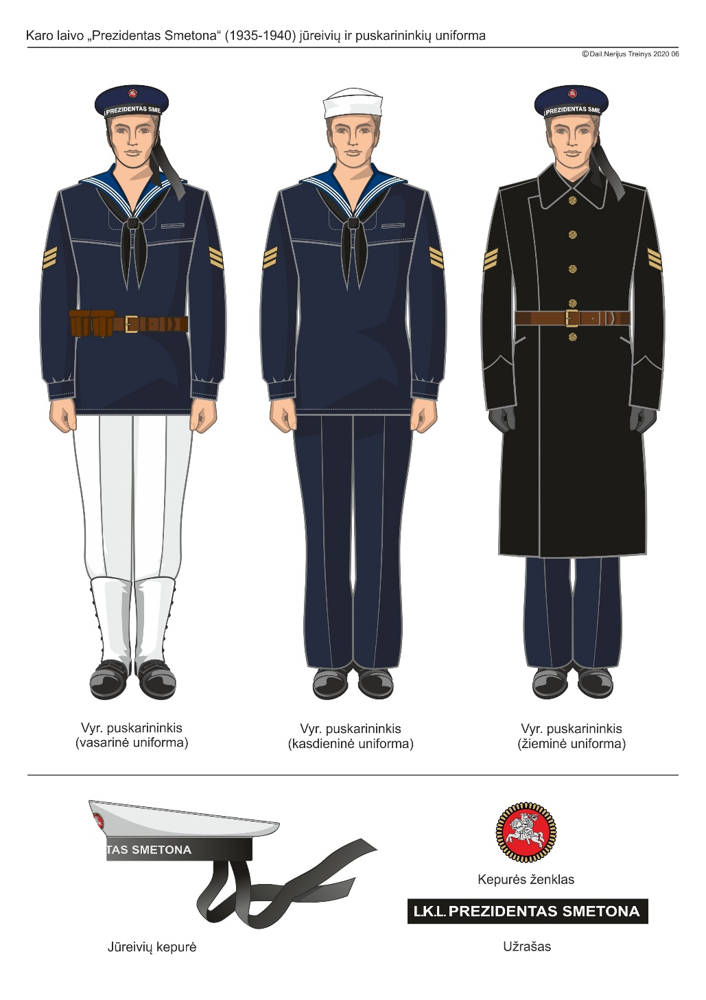 Karo laivo „Prezidentas Smetona“ (1935-1940) jūreivių ir puskarininkių uniforma
©Dail.Nerijus Treinys 2020 06
L PREZIDENTAS SME
L PREZIDENTAS SME
Vyr. puskarininkis
(vasarinė uniforma)
Vyr. puskarininkis
(kasdieninė uniforma)
Vyr. puskarininkis
(žieminė uniforma)
TAS SMETONA
Jūreivių kepurė
Kepurės ženklas
L.K.L. PREZIDENTAS SMETONA
Užrašas